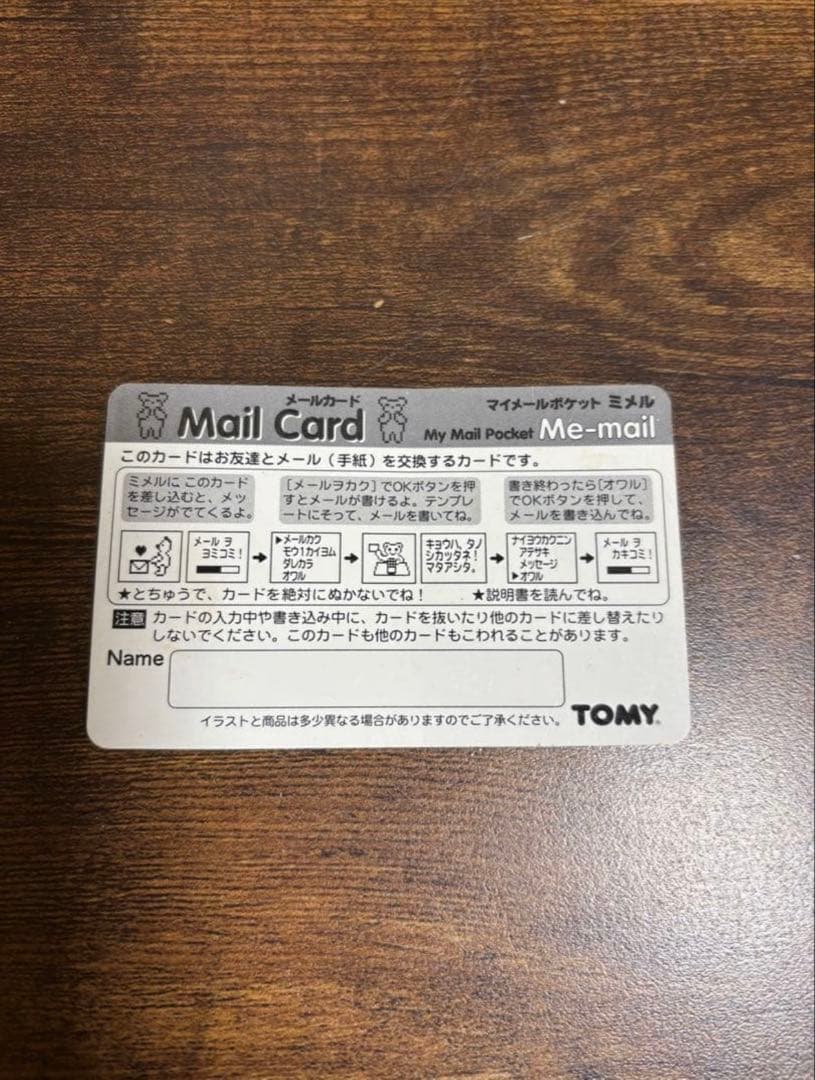 メールカード
Mail Card
マイメールポケット ミメル
My Mail Pocket Me-mail
このカードはお友達とメール（手紙）を交換するカードです。
ミメルに このカード
を差し込むと、メッ
セージがでてくるよ。
［メールヲカク］でOKボタンを押
すとメールが書けるよ。テンプレ
ートにそって、メールを書いてね。
書き終わったら［オワル］
でOKボタンを押して、
メールを書き込んでね。
メール ヲ
ヨミコミ！
▶メールカク
モウ1カイヨム
ダレカラ
オワル
キョウハ、タノ
シカッタネ！
マタアシタ。
ナイヨウカクニン
アテサキ
メッセージ
▶オワル
メール ヲ
カキコミ！
★とちゅうで、カードを絶対にぬかないでね！ ★説明書を読んでね。
注意 カードの入力中や書き込み中に、カードを抜いたり他のカードに差し替えたり
しないでください。このカードも他のカードもこわれることがあります。
Name
イラストと商品は多少異なる場合がありますのでご了承ください。 TOMY